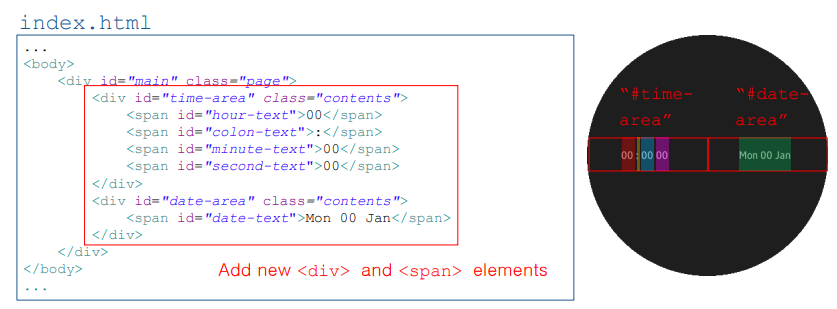 index.html
...
<body>
<div id="main" class="page">
<div id="time-area" class="contents">
<span id="hour-text">00</span>
<span id="colon-text">:</span>
<span id="minute-text">00</span>
<span id="second-text">00</span>
</div>
<div id="date-area" class="contents">
<span id="date-text">Mon 00 Jan</span>
</div>
</div>
</body>
...
Add new <div> and <span> elements
“#time-
area”
“#date-
area”
00 : 00 00
Mon 00 Jan